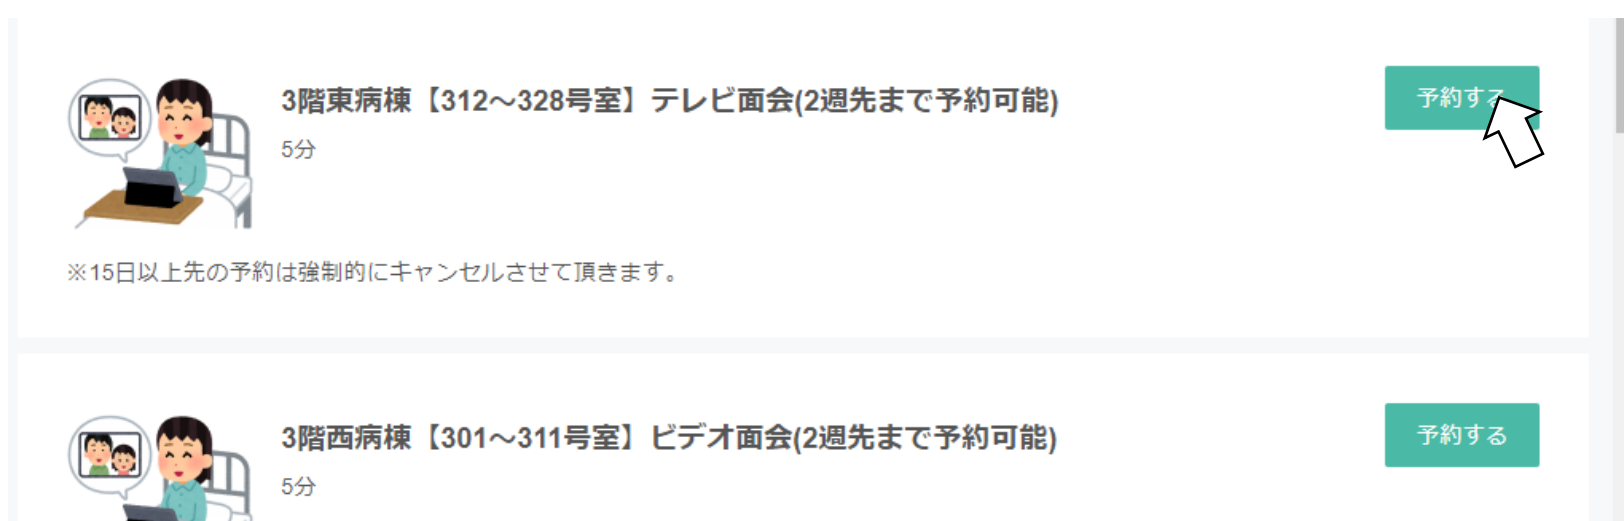 3階東病棟【312～328号室】テレビ面会(2週先まで予約可能)
予約する
5分
※15日以上先の予約は強制的にキャンセルさせて頂きます。
3階西病棟【301～311号室】ビデオ面会(2週先まで予約可能)
予約する
5分